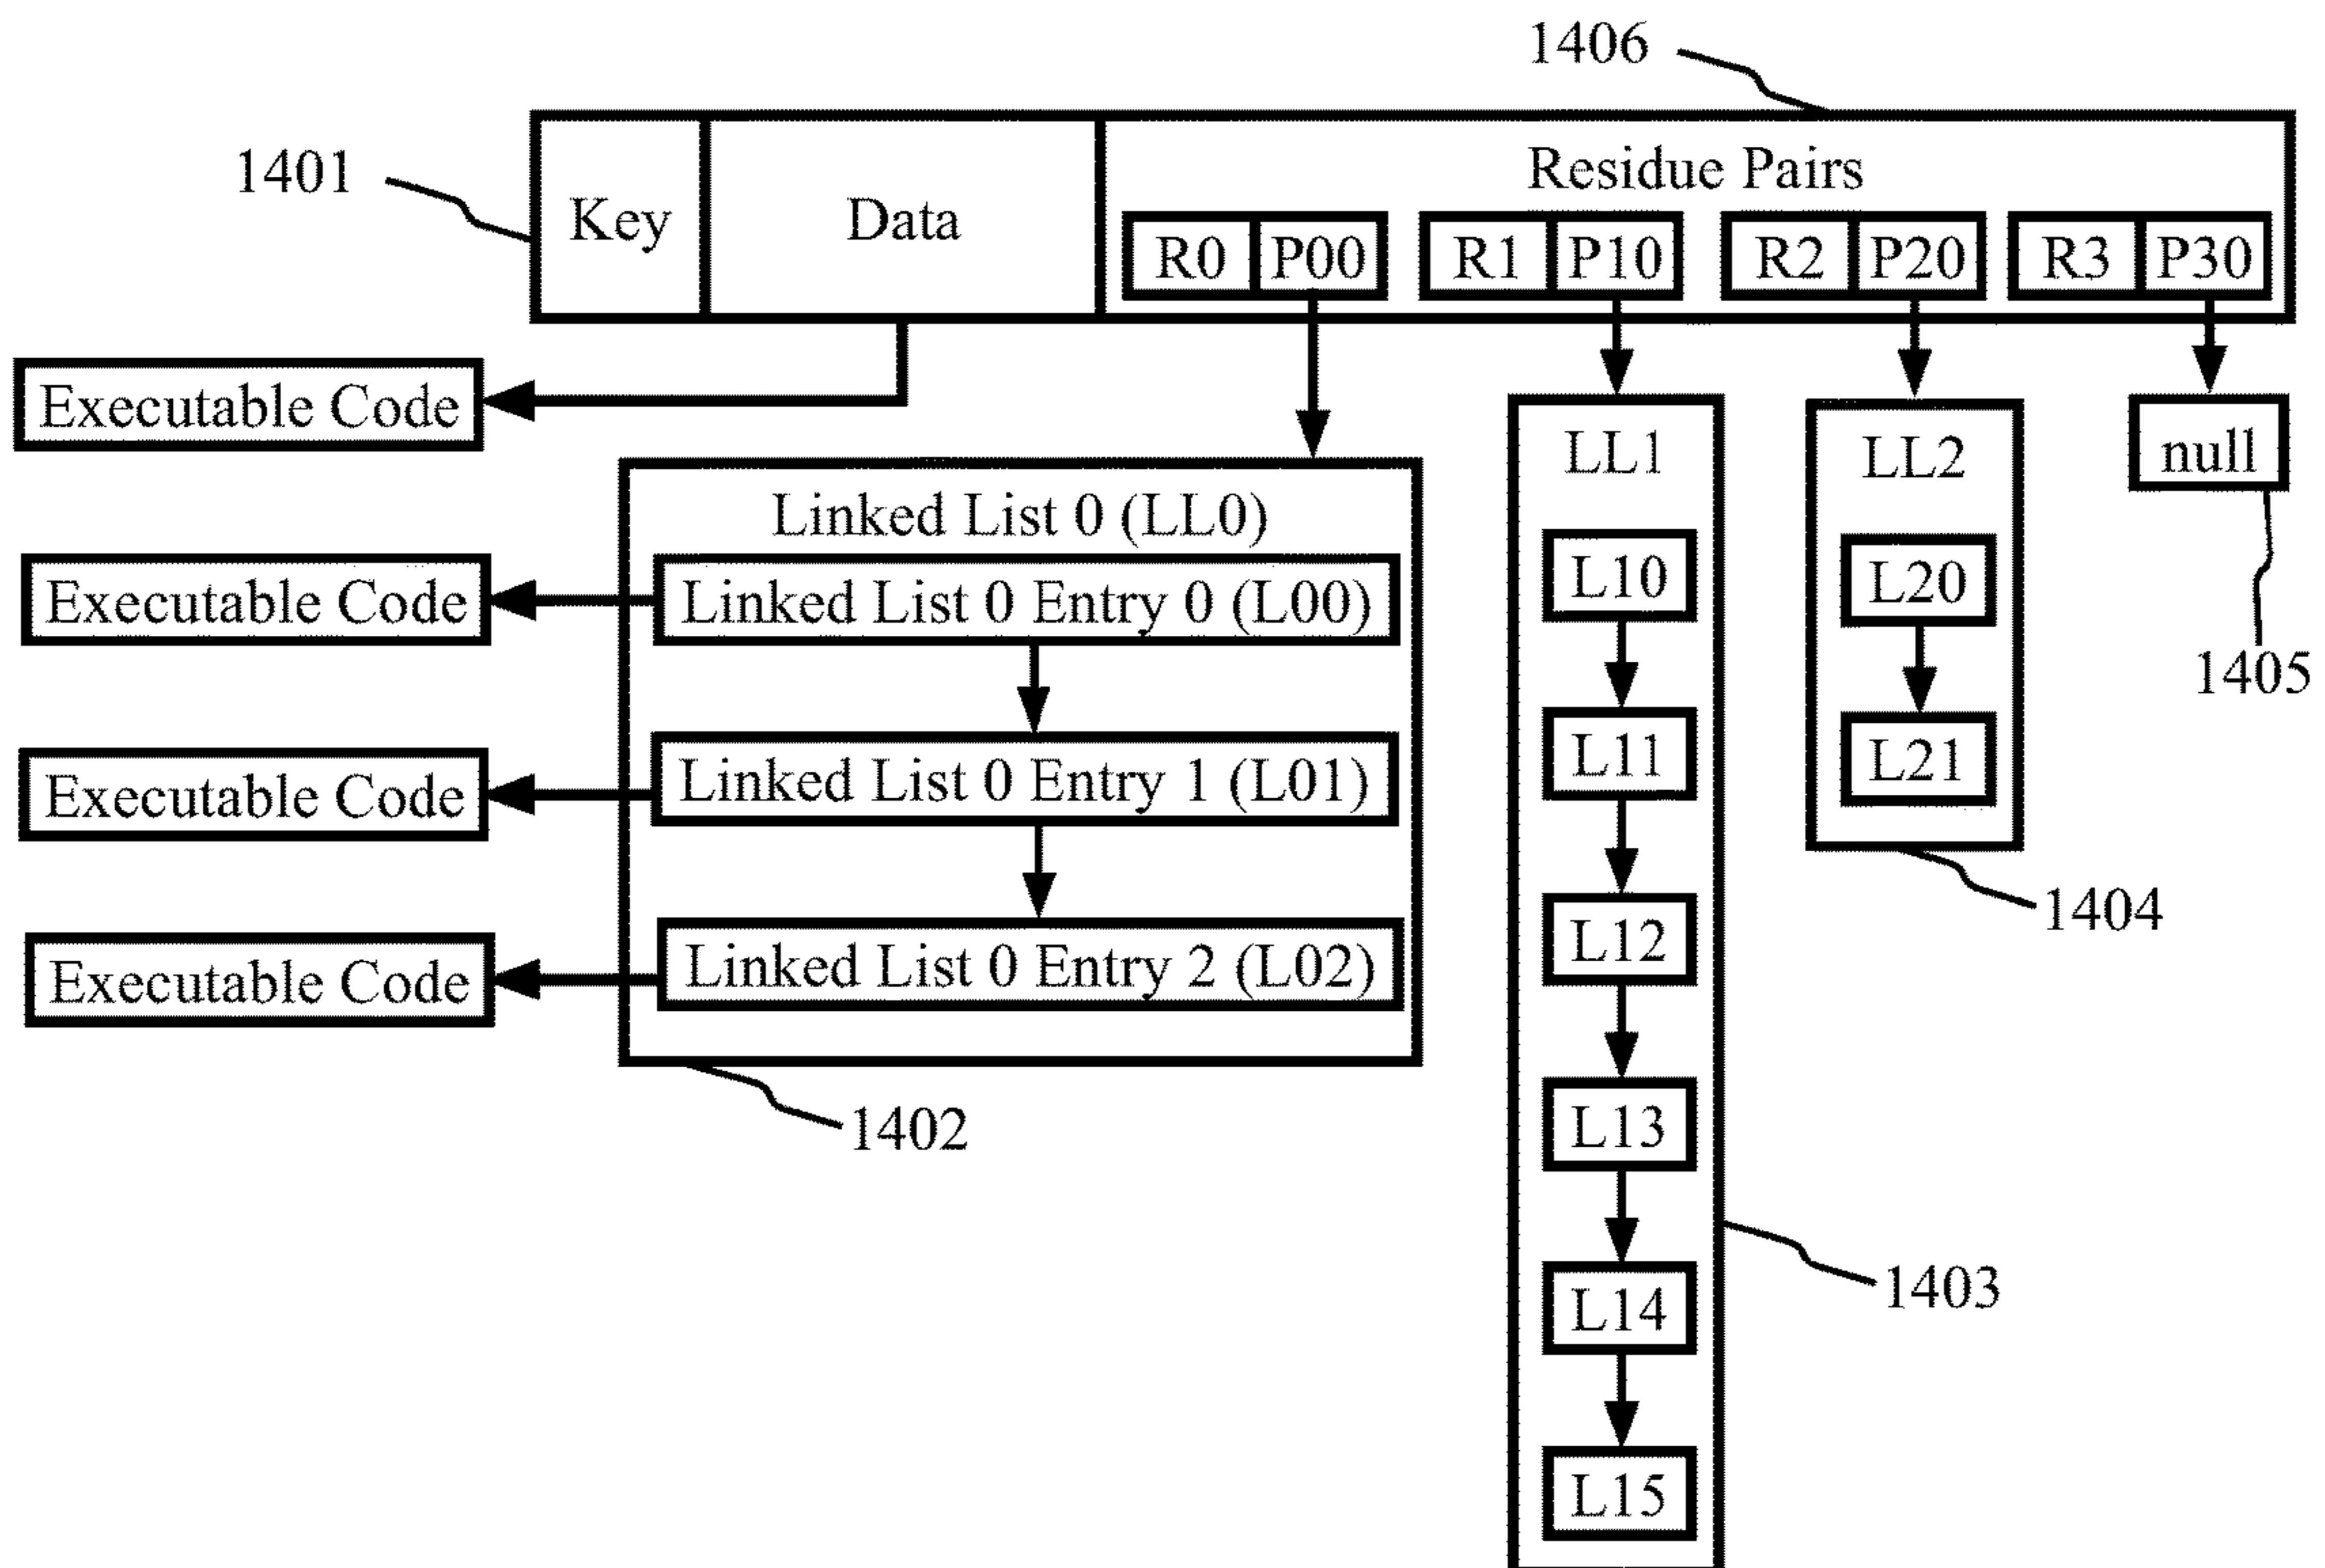 1406
1401
Key
Data
Residue Pairs
R0 P00 R1 P10 R2 P20 R3 P30
Executable Code
LL1
LL2
null
Linked List 0 (LL0)
Executable Code
Linked List 0 Entry 0 (L00)
L10
L20
1405
Executable Code
Linked List 0 Entry 1 (L01)
L11
L21
1404
Executable Code
Linked List 0 Entry 2 (L02)
L12
1402
L13
1403
L14
L15